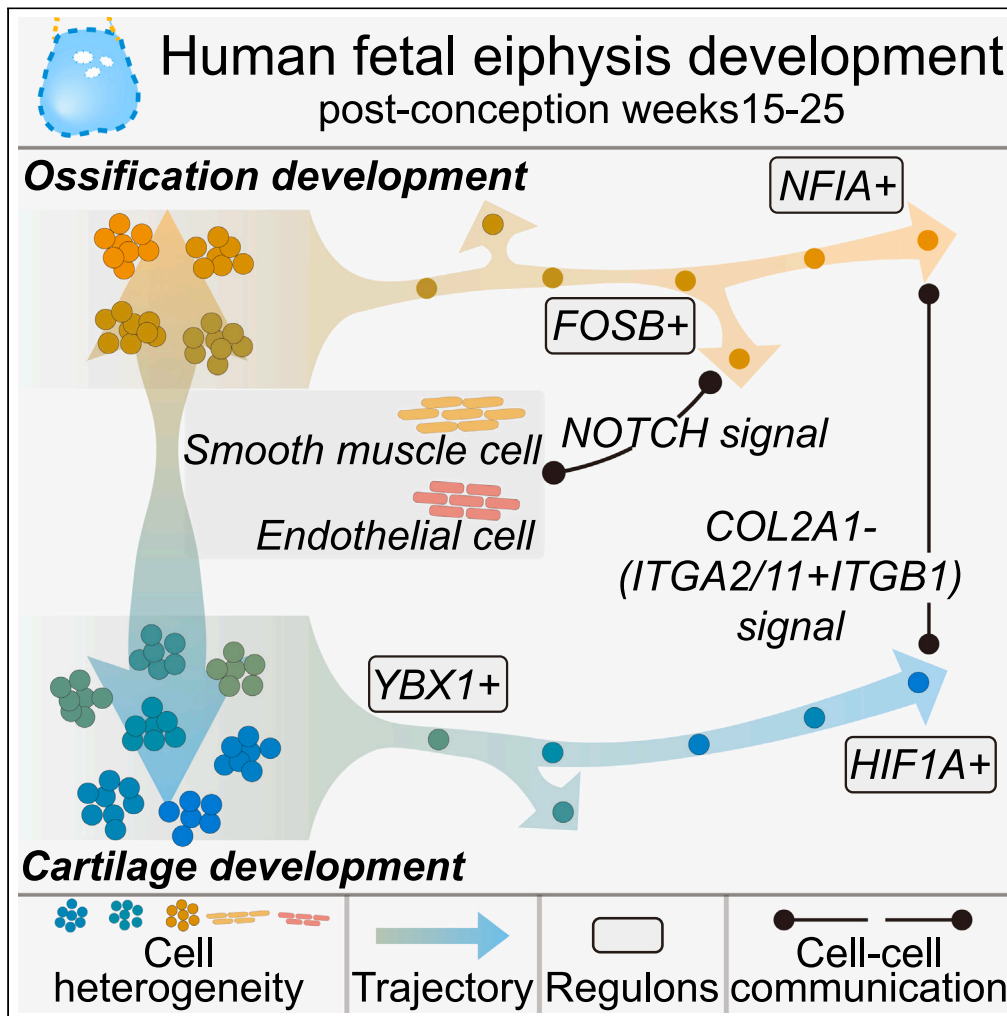 Human fetal eiphysis development
post-conception weeks15-25
Ossification development
NFIA+
FOSB+
NOTCH signal
Smooth muscle cell
Endothelial cell
COL2A1-
(ITGA2/11+ITGB1)
signal
YBX1+
HIF1A+
Cartilage development
Cell
heterogeneity
Trajectory
Regulons
Cell-cell
communication